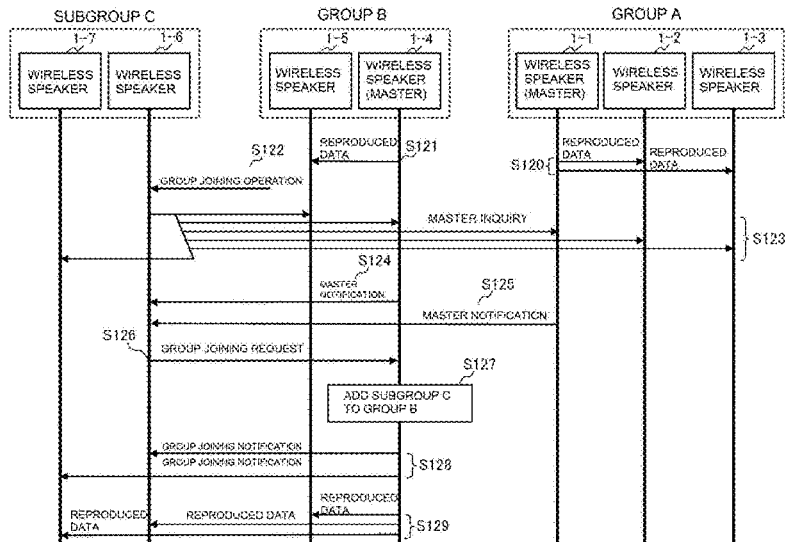 SUBGROUP C
GROUP B
GROUP A
1-7
1-6
1-5
1-4
1-1
1-2
1-3
WIRELESS
SPEAKER
WIRELESS
SPEAKER
WIRELESS
SPEAKER
WIRELESS
SPEAKER
(MASTER)
WIRELESS
SPEAKER
(MASTER)
WIRELESS
SPEAKER
WIRELESS
SPEAKER
REPRODUCED
DATA
S121
S120
REPRODUCED
DATA
REPRODUCED
DATA
S122
GROUP JOINING OPERATION
MASTER INQUIRY
S123
S124
MASTER
NOTIFICATION
S125
MASTER NOTIFICATION
S126
GROUP JOINING REQUEST
S127
ADD SUBGROUP C
TO GROUP B
GROUP JOINING NOTIFICATION
GROUP JOINING NOTIFICATION
S128
REPRODUCED
DATA
REPRODUCED DATA
REPRODUCED
DATA
S129